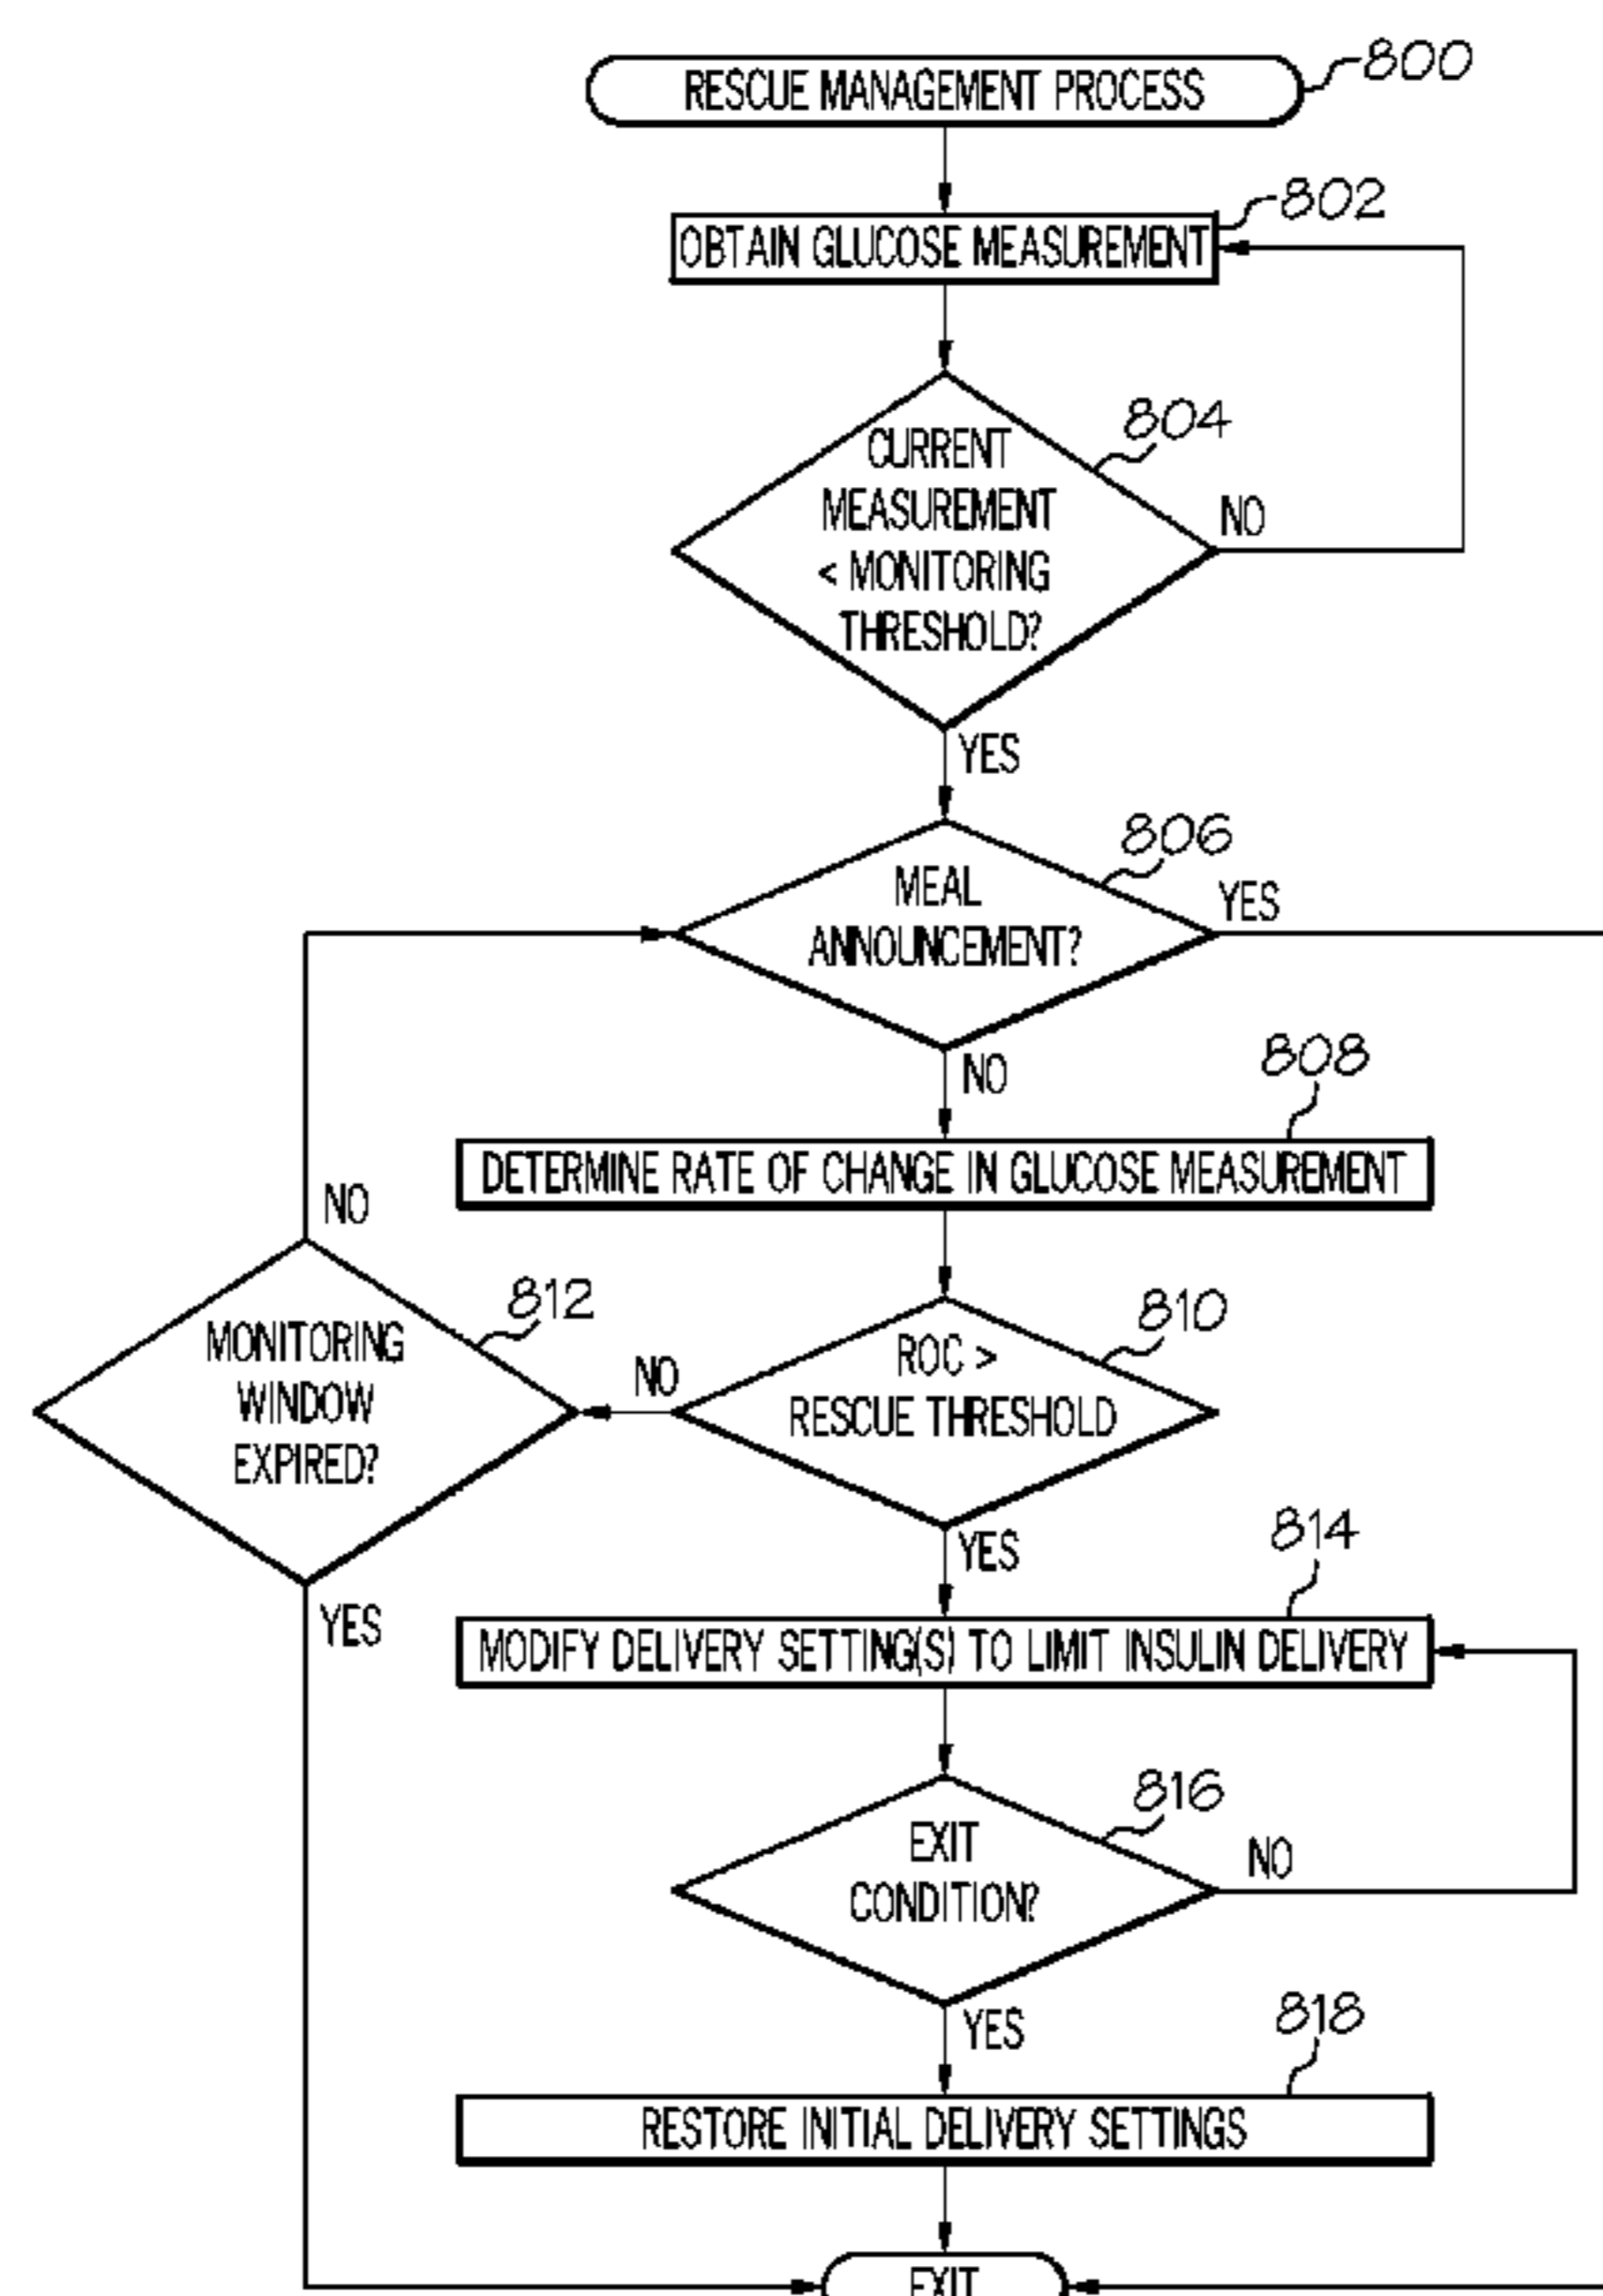 RESCUE MANAGEMENT PROCESS
800
802
OBTAIN GLUCOSE MEASUREMENT
804
CURRENT
MEASUREMENT
< MONITORING
THRESHOLD?
NO
YES
806
MEAL
ANNOUNCEMENT?
YES
NO
808
DETERMINE RATE OF CHANGE IN GLUCOSE MEASUREMENT
NO
812
MONITORING
WINDOW
EXPIRED?
YES
NO
810
ROC >
RESCUE THRESHOLD
YES
814
MODIFY DELIVERY SETTING(S) TO LIMIT INSULIN DELIVERY
816
EXIT
CONDITION?
NO
YES
818
RESTORE INITIAL DELIVERY SETTINGS
EXIT